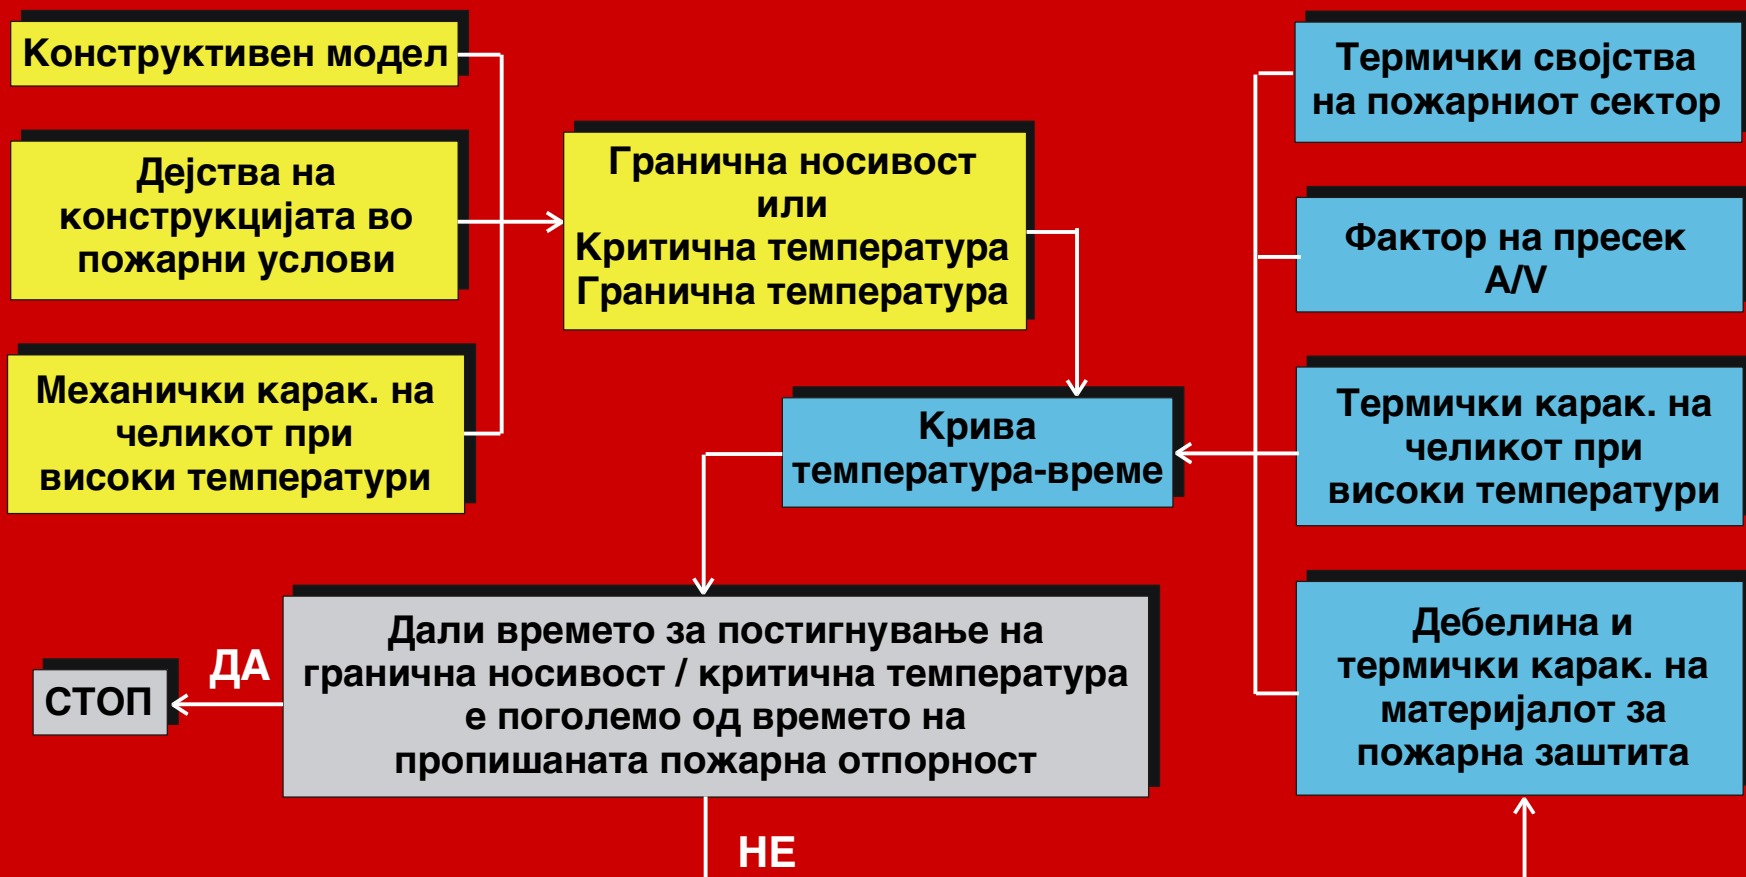 Конструктивен модел
Дејства на
конструкцијата во
пожарни услови
Механички карак. на
челикот при
високи температури
Гранична носивост
или
Критична температура
Гранична температура
Крива
температура-време
Термички својства
на пожарниот сектор
Фактор на пресек
A/V
Термички карак. на
челикот при
високи температури
Дебелина и
термички карак. на
материјалот за
пожарна заштита
Дали времето за постигнување на
гранична носивост / критична температура
е поголемо од времето на
пропишаната пожарна отпорност
ДА
СТОП
НЕ